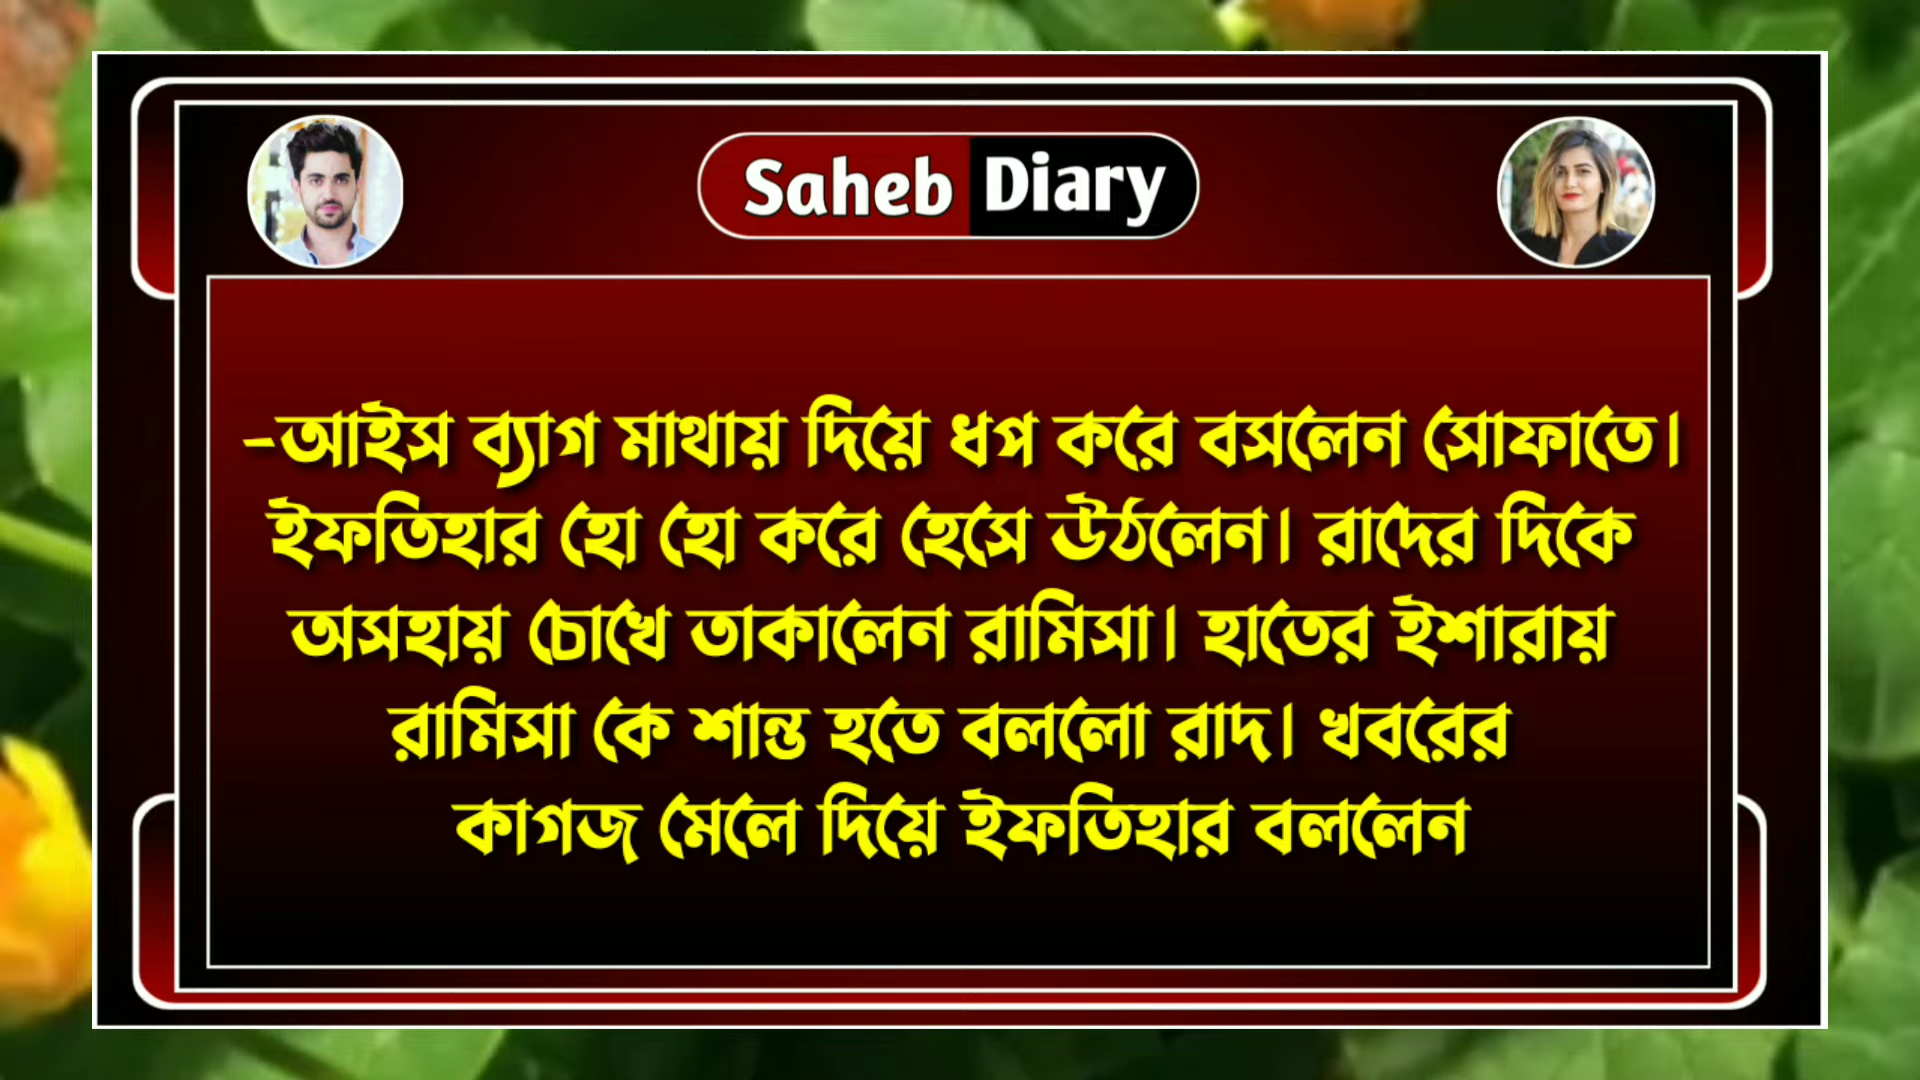 Saheb Diary
-আইস ব্যাগ মাথায় দিয়ে ধপ করে বসলেন সোফাতে।
ইফতিহার হো হো করে হেসে উঠলেন। রাদের দিকে
অসহায় চোখে তাকালেন রামিসা। হাতের ইশারায়
রামিসা কে শান্ত হতে বললো রাদ। খবরের
কাগজ মেলে দিয়ে ইফতিহার বললেন